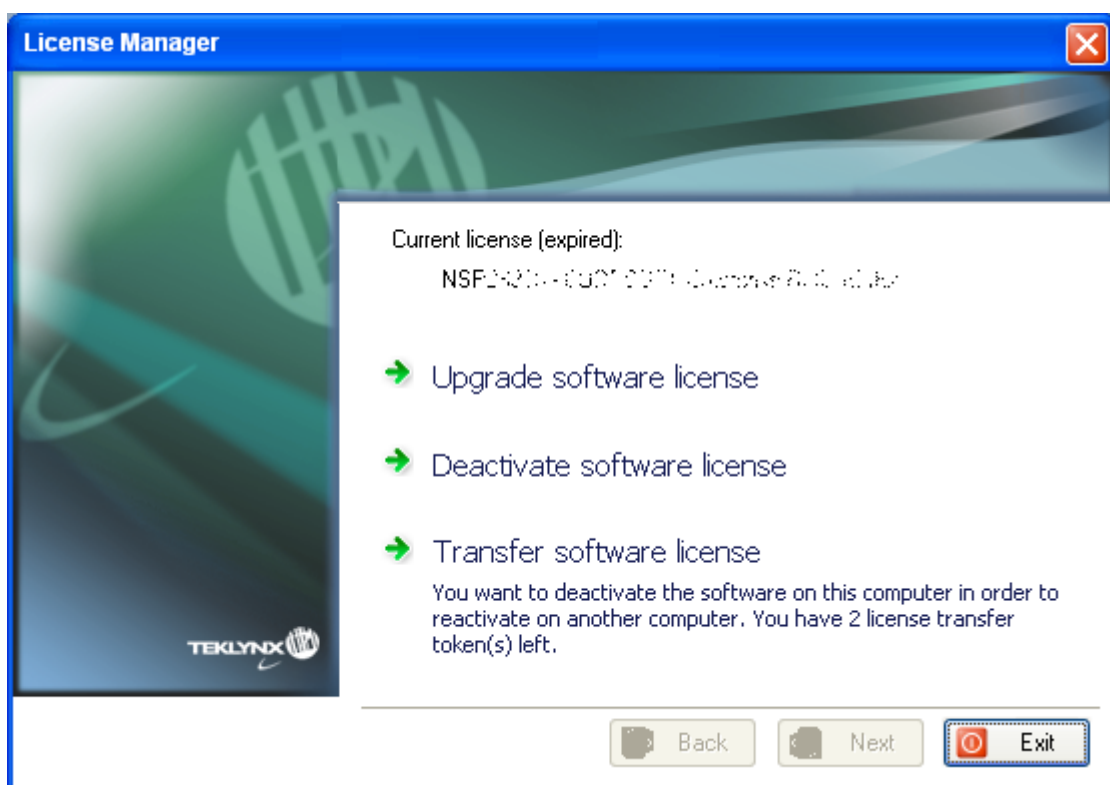 License Manager
Current license (expired):
Upgrade software license
Deactivate software license
Transfer software license
You want to deactivate the software on this computer in order to
reactivate on another computer. You have 2 license transfer
token(s) left.
TEKLYNX
Back
Next
Exit